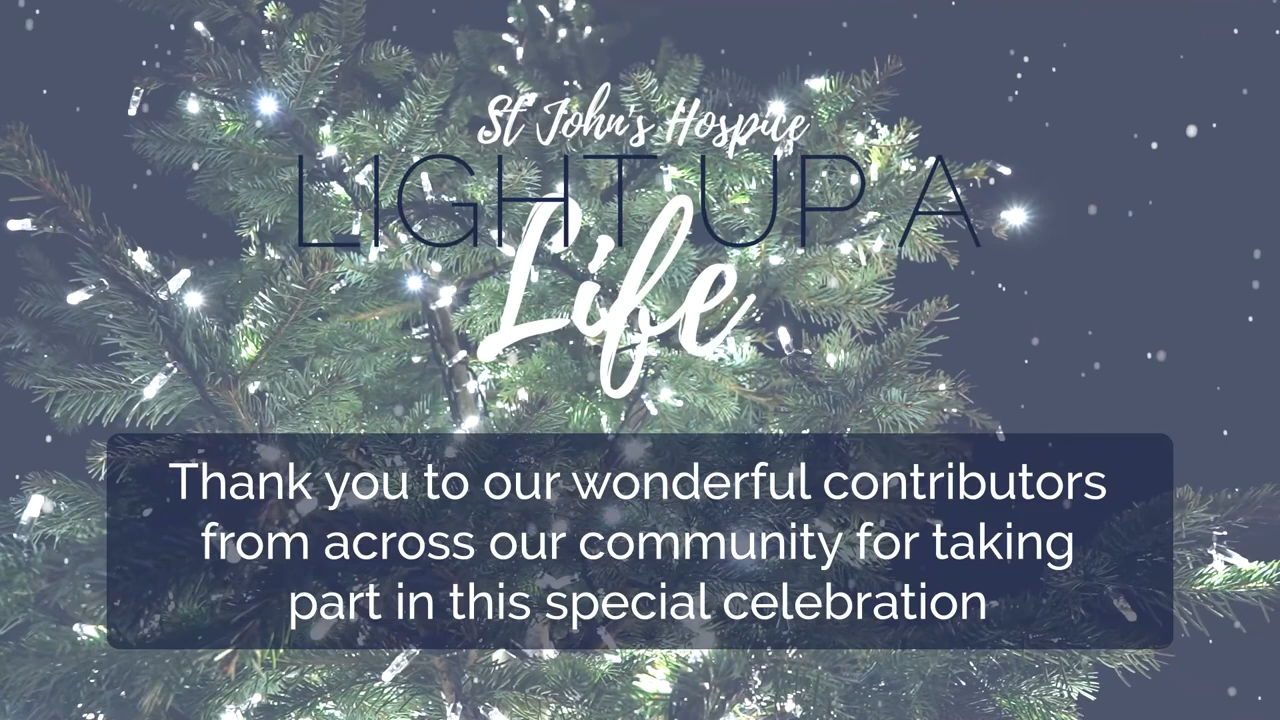 St John's Hospice
LIGHT UP A
Life
Thank you to our wonderful contributors
from across our community for taking
part in this special celebration